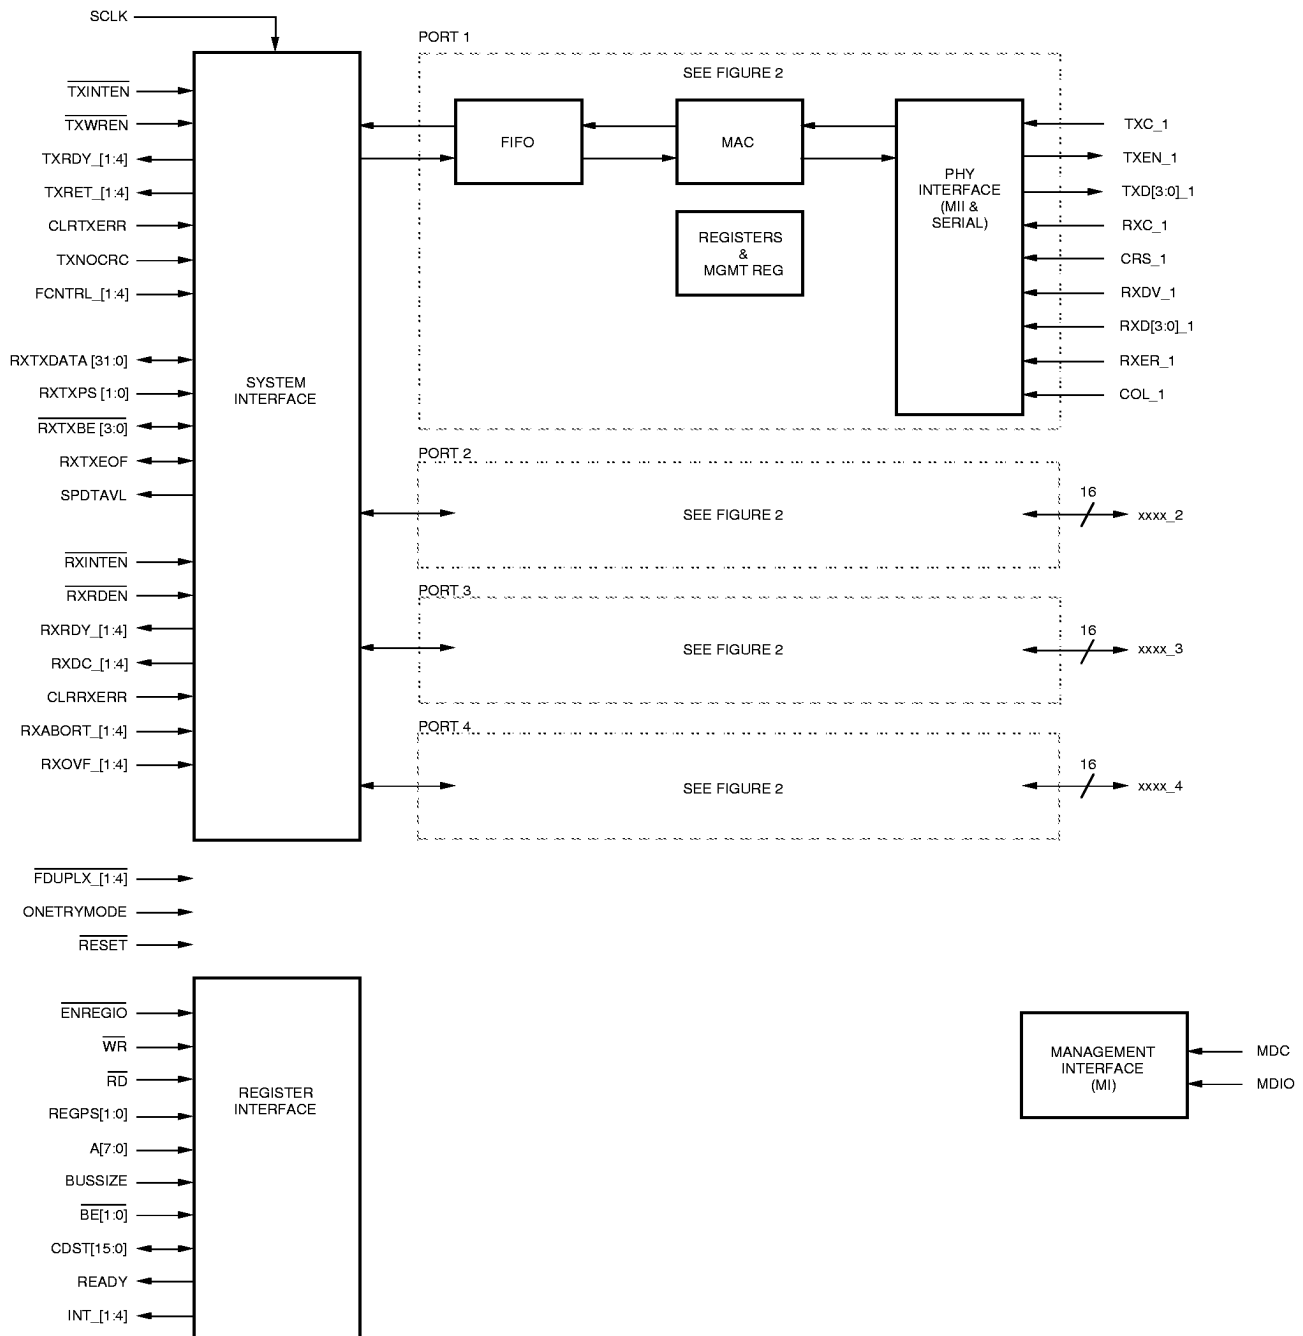 SCLK
TXINTEN
TXWREN
TXRDY_[1:4]
TXRET_[1:4]
CLRTXERR
TXNOCRC
FCNTRL_[1:4]
RXTXDATA [31:0]
RXTXPS [1:0]
RXTXBE [3:0]
RXTXEOF
SPDTAVL
RXINTEN
RXRDEN
RXRDY_[1:4]
RXDC_[1:4]
CLRRXERR
RXABORT_[1:4]
RXOVF_[1:4]
SYSTEM
INTERFACE
PORT 1
SEE FIGURE 2
FIFO
MAC
REGISTERS
&
MGMT REG
PHY
INTERFACE
(MII &
SERIAL)
TXC_1
TXEN_1
TXD[3:0]_1
RXC_1
CRS_1
RXDV_1
RXD[3:0]_1
RXER_1
COL_1
PORT 2
SEE FIGURE 2
16
xxxx_2
PORT 3
SEE FIGURE 2
16
xxxx_3
PORT 4
SEE FIGURE 2
16
xxxx_4
FDUPLX_[1:4]
ONETRYMODE
RESET
ENREGIO
WR
RD
REGPS[1:0]
A[7:0]
BUSSIZE
BE[1:0]
CDST[15:0]
READY
INT_[1:4]
REGISTER
INTERFACE
MANAGEMENT
INTERFACE
(MI)
MDC
MDIO